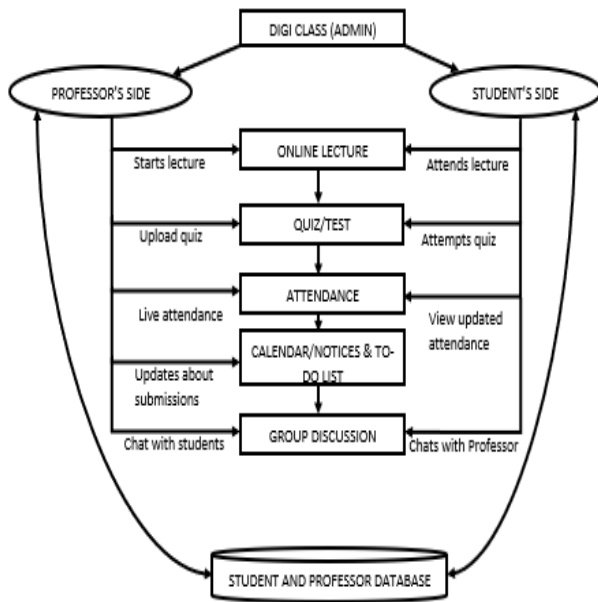 DIGI CLASS (ADMIN)
PROFESSOR'S SIDE
STUDENT'S SIDE
ONLINE LECTURE
Starts lecture
Attends lecture
QUIZ/TEST
Upload quiz
Attempts quiz
ATTENDANCE
Live attendance
View updated
attendance
CALENDAR/NOTICES & TO-
DO LIST
Updates about
submissions
GROUP DISCUSSION
Chat with students
Chats with Professor
STUDENT AND PROFESSOR DATABASE